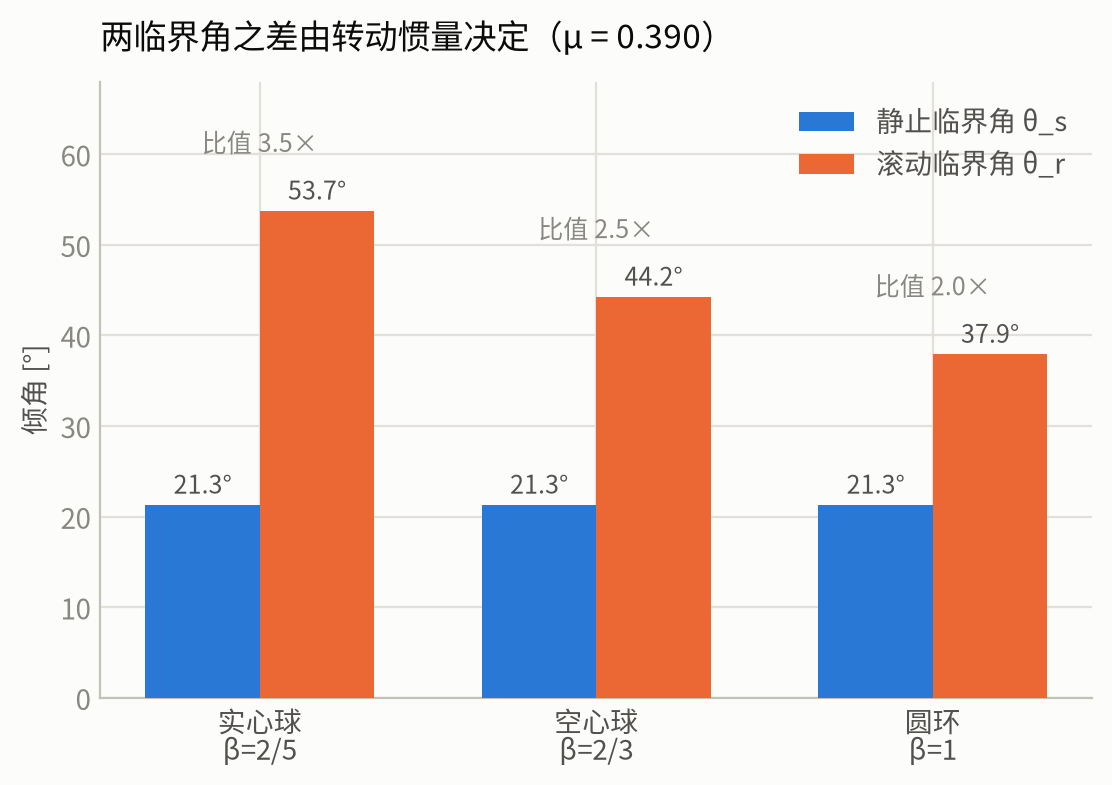 两临界角之差由转动惯量决定（μ = 0.390）
静止临界角 θ_s
滚动临界角 θ_r
倾角 [°]
60
50
40
30
20
10
0
比值 3.5×
53.7°
21.3°
比值 2.5×
44.2°
21.3°
比值 2.0×
37.9°
21.3°
实心球
β=2/5
空心球
β=2/3
圆环
β=1